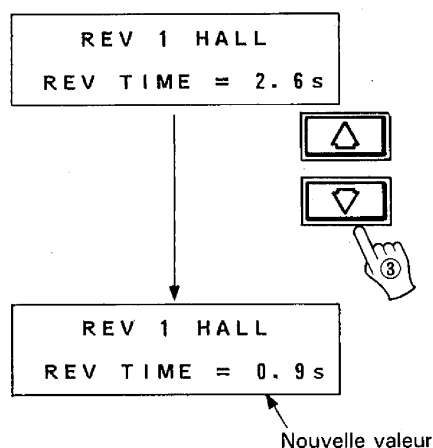 REV 1 HALL
REV TIME = 2.6s
③
REV 1 HALL
REV TIME = 0.9s
Nouvelle valeur